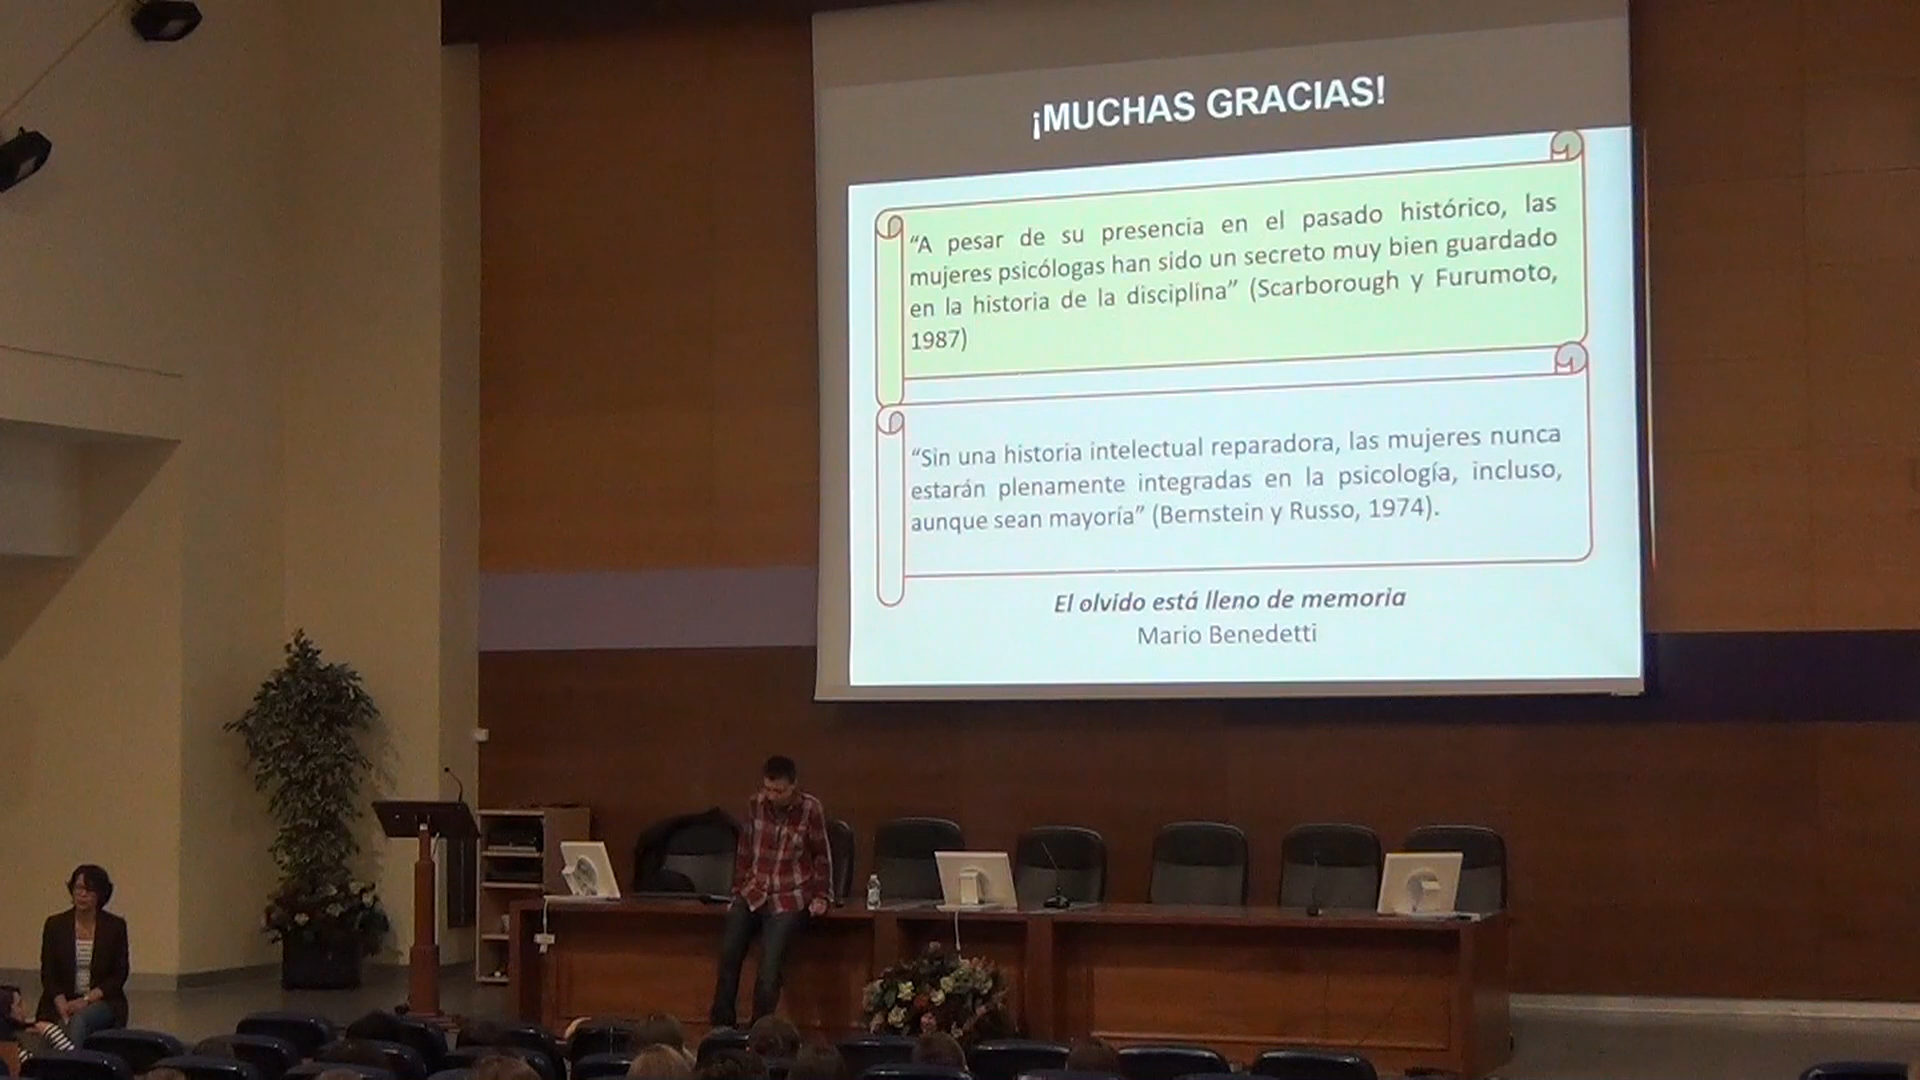 ¡MUCHAS GRACIAS!
“A pesar de su presencia en el pasado histórico, las
mujeres psicólogas han sido un secreto muy bien guardado
en la historia de la disciplina” (Scarborough y Furumoto,
1987)
“Sin una historia intelectual reparadora, las mujeres nunca
estarán plenamente integradas en la psicología, incluso,
aunque sean mayoría” (Bernstein y Russo, 1974).
El olvido está lleno de memoria
Mario Benedetti